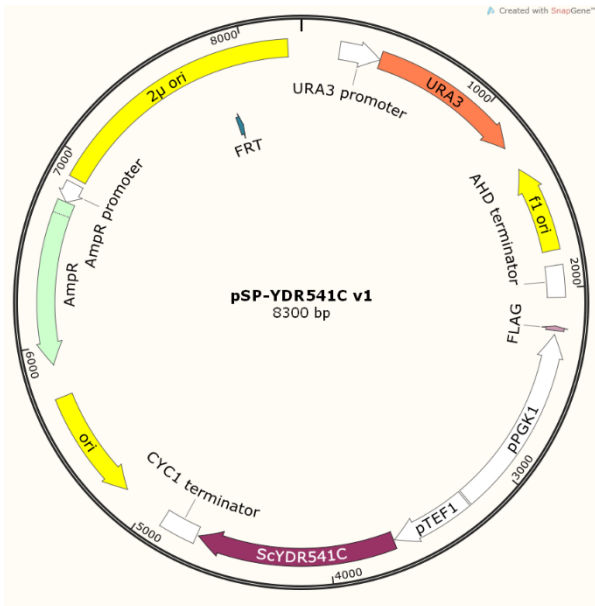 Created with SnapGene™
8000
2μ ori
URA3 promoter
URA3
1000
FRT
7000
AmpR promoter
AHD terminator
f1 ori
2000
AmpR
pSP-YDR541C v1
8300 bp
FLAG
6000
pPGK1
ori
CYC1 terminator
3000
pTEF1
5000
ScYDR541C
4000